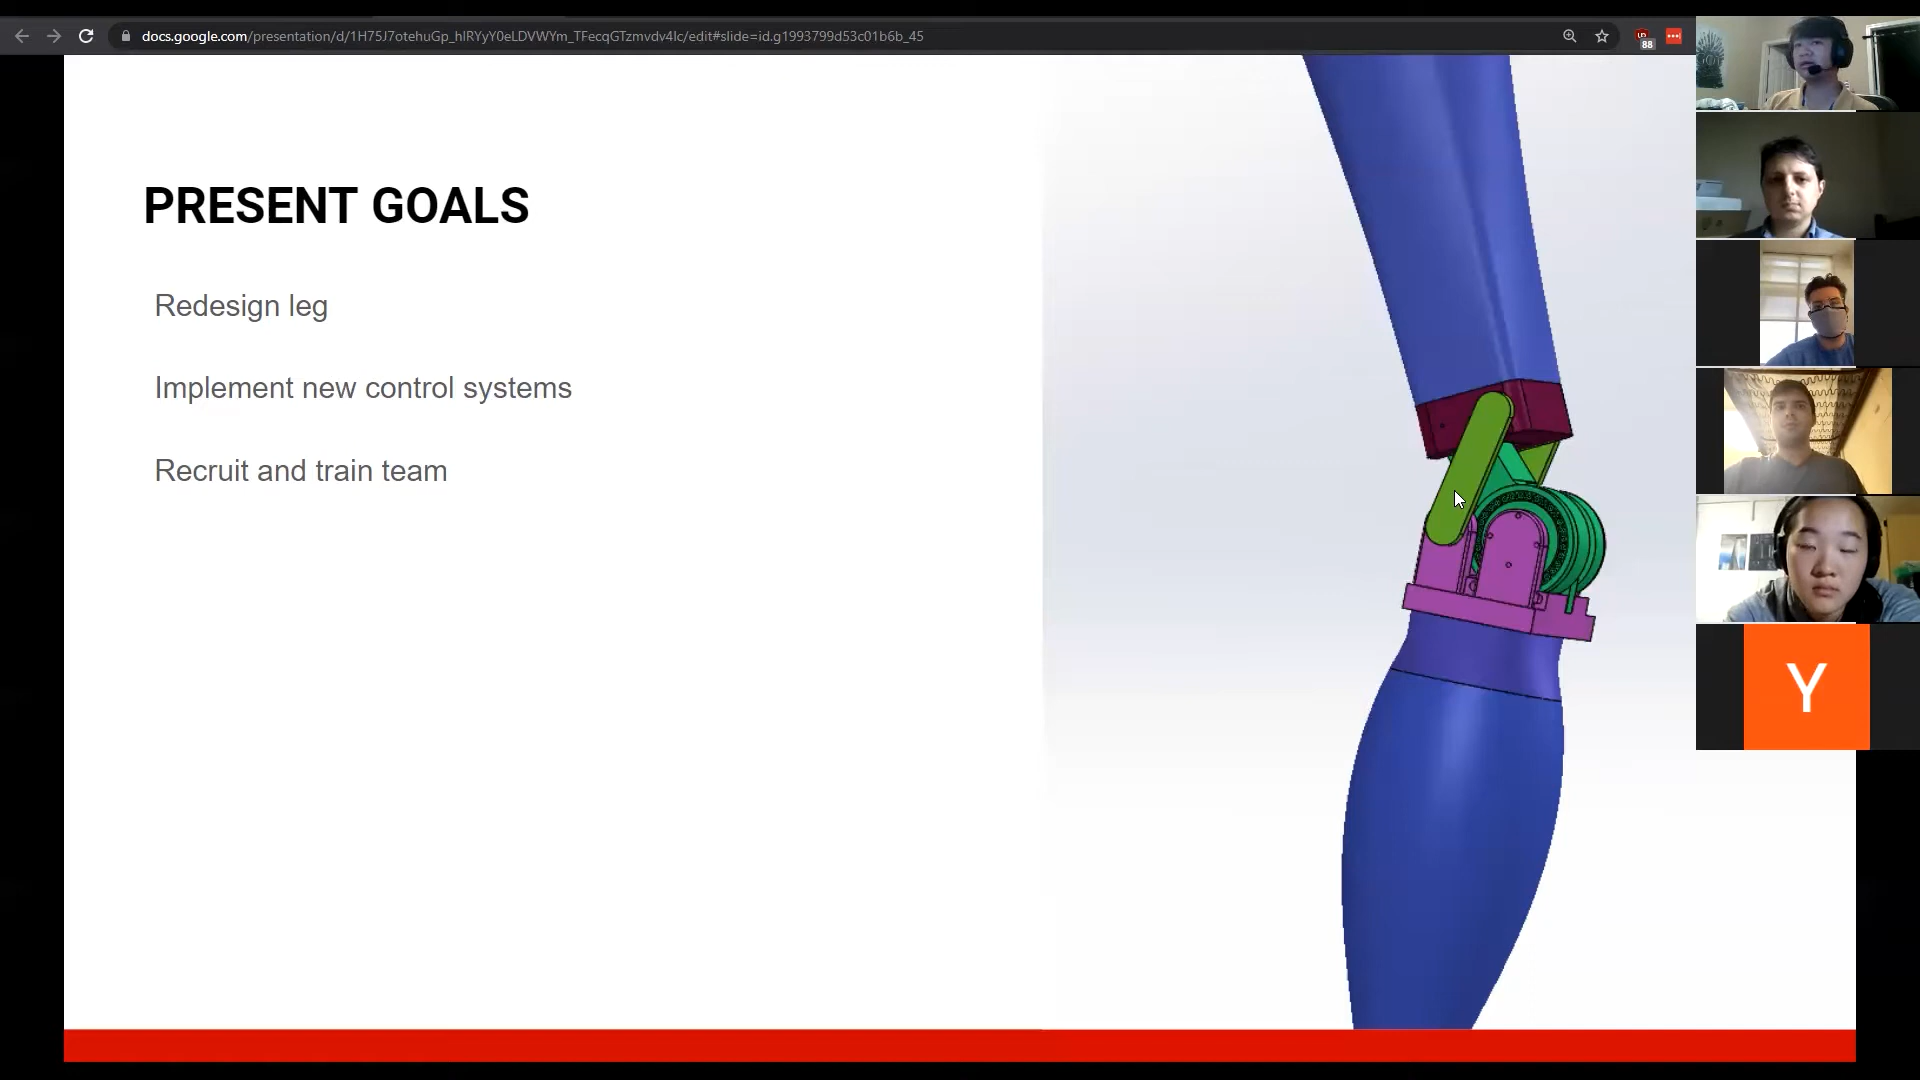 docs.google.com/presentation/d/1H75J7otehuGp_hIRYyY0eLDVWYm_TFecqGTzmvdv4lc/edit#slide=id.g1993799d53c01b6b_45
88
PRESENT GOALS
Redesign leg
Implement new control systems
Recruit and train team
Y